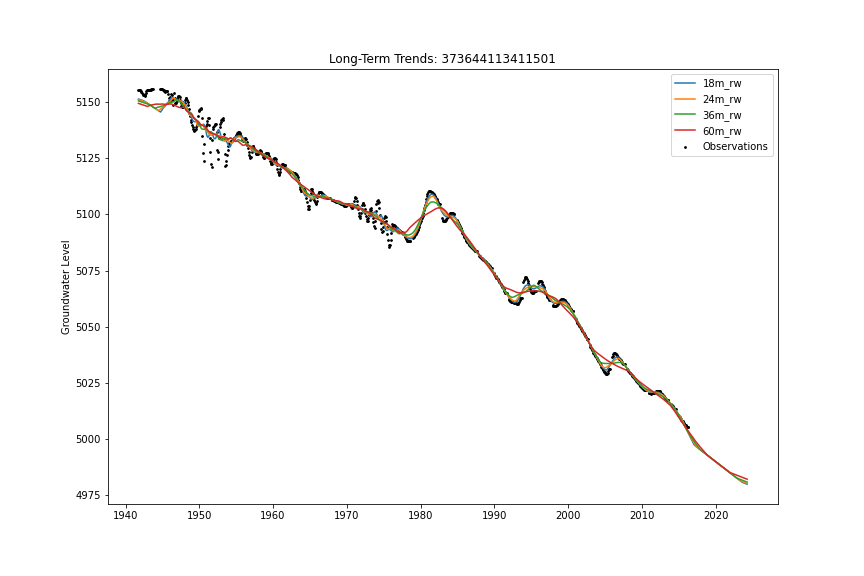 Long-Term Trends: 373644113411501
18m_rw
24m_rw
36m_rw
60m_rw
Observations
Groundwater Level
5150
5125
5100
5075
5050
5025
5000
4975
1940 1950 1960 1970 1980 1990 2000 2010 2020